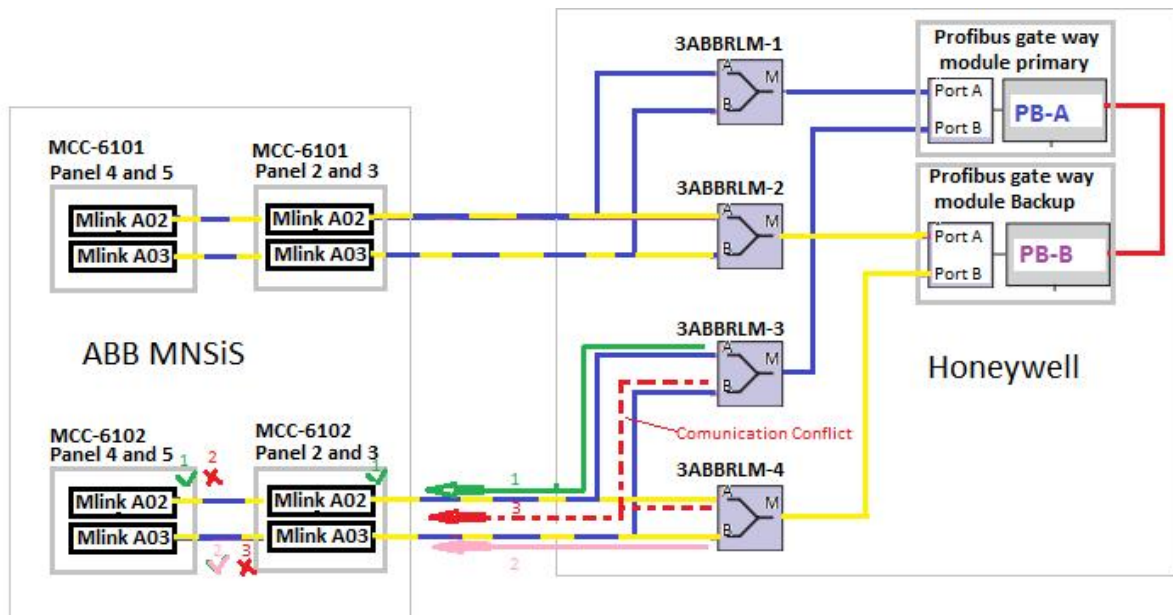 3ABBRLM-1
Profibus gate way
module primary
A
B
M
Port A
Port B
PB-A
MCC-6101
Panel 4 and 5
MCC-6101
Panel 2 and 3
Mlink A02
Mlink A03
Mlink A02
Mlink A03
3ABBRLM-2
A
B
M
Profibus gate way
module Backup
Port A
Port B
PB-B
ABB MNSiS
Honeywell
3ABBRLM-3
A
B
M
Comunication Conflict
MCC-6102
Panel 4 and 5
MCC-6102
Panel 2 and 3
1
2
1
Mlink A02
Mlink A03
Mlink A02
Mlink A03
2
3
1
3
2
3ABBRLM-4
A
B
M